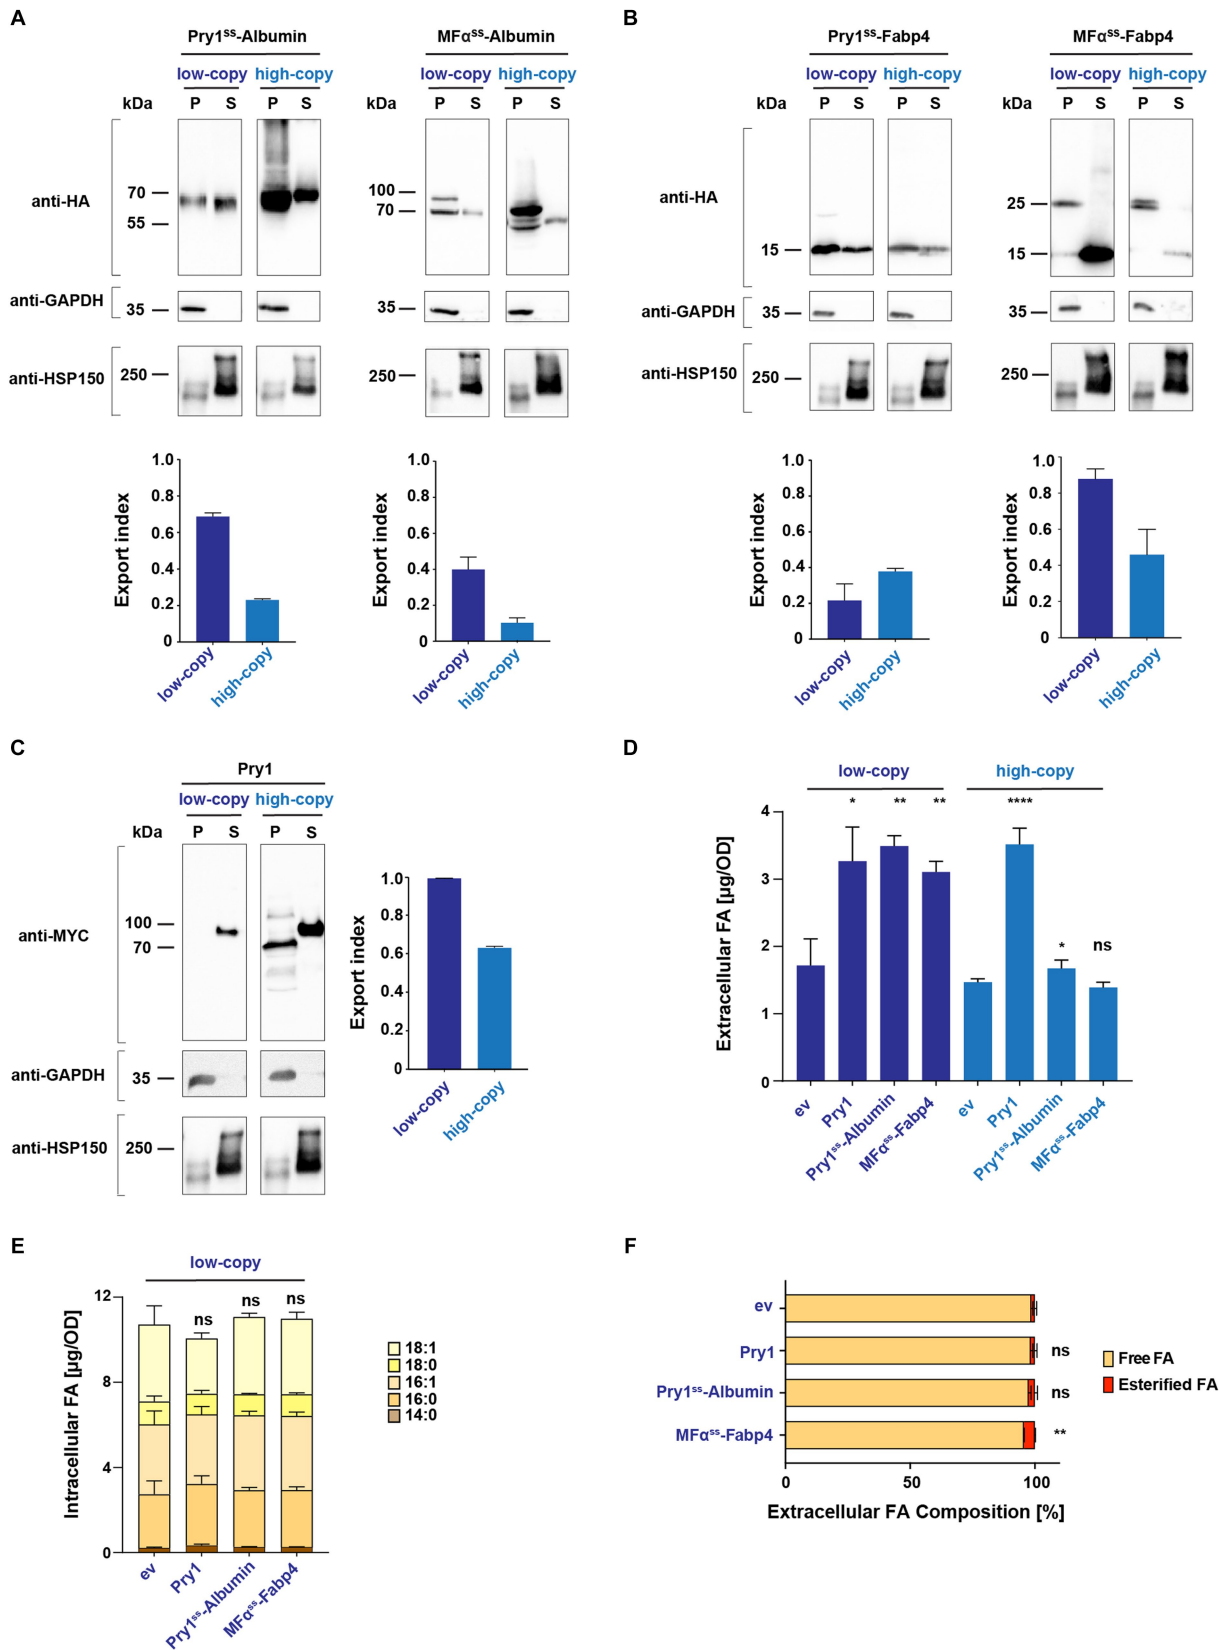 A
Pry1ss-Albumin
MFαss-Albumin
low-copy high-copy
low-copy high-copy
kDa P S P S
kDa P S P S
anti-HA
70
55
100
70
anti-GAPDH
35
35
anti-HSP150
250
250
Export index
1.0
0.8
0.6
0.4
0.2
0
low-copy
high-copy
Export index
1.0
0.8
0.6
0.4
0.2
0
low-copy
high-copy
B
Pry1ss-Fabp4
MFαss-Fabp4
low-copy high-copy
low-copy high-copy
kDa P S P S
kDa P S P S
anti-HA
15
25
15
anti-GAPDH
35
35
anti-HSP150
250
250
Export index
1.0
0.8
0.6
0.4
0.2
0
low-copy
high-copy
Export index
1.0
0.8
0.6
0.4
0.2
0
low-copy
high-copy
C
Pry1
low-copy high-copy
kDa P S P S
anti-MYC
100
70
anti-GAPDH
35
anti-HSP150
250
Export index
1.0
0.8
0.6
0.4
0.2
0
low-copy
high-copy
D
low-copy
high-copy
* ** ** **** * ns
Extracellular FA [µg/OD]
4
3
2
1
0
ev
Pry1
Pry1ss-Albumin
MFαss-Fabp4
ev
Pry1
Pry1ss-Albumin
MFαss-Fabp4
E
low-copy
ns ns ns
Intracellular FA [µg/OD]
12
8
4
0
ev
Pry1
Pry1ss-Albumin
MFαss-Fabp4
18:1
18:0
16:1
16:0
14:0
F
ev
Pry1 ns
Pry1ss-Albumin ns
MFαss-Fabp4 **
0 50 100
Extracellular FA Composition [%]
Free FA
Esterified FA